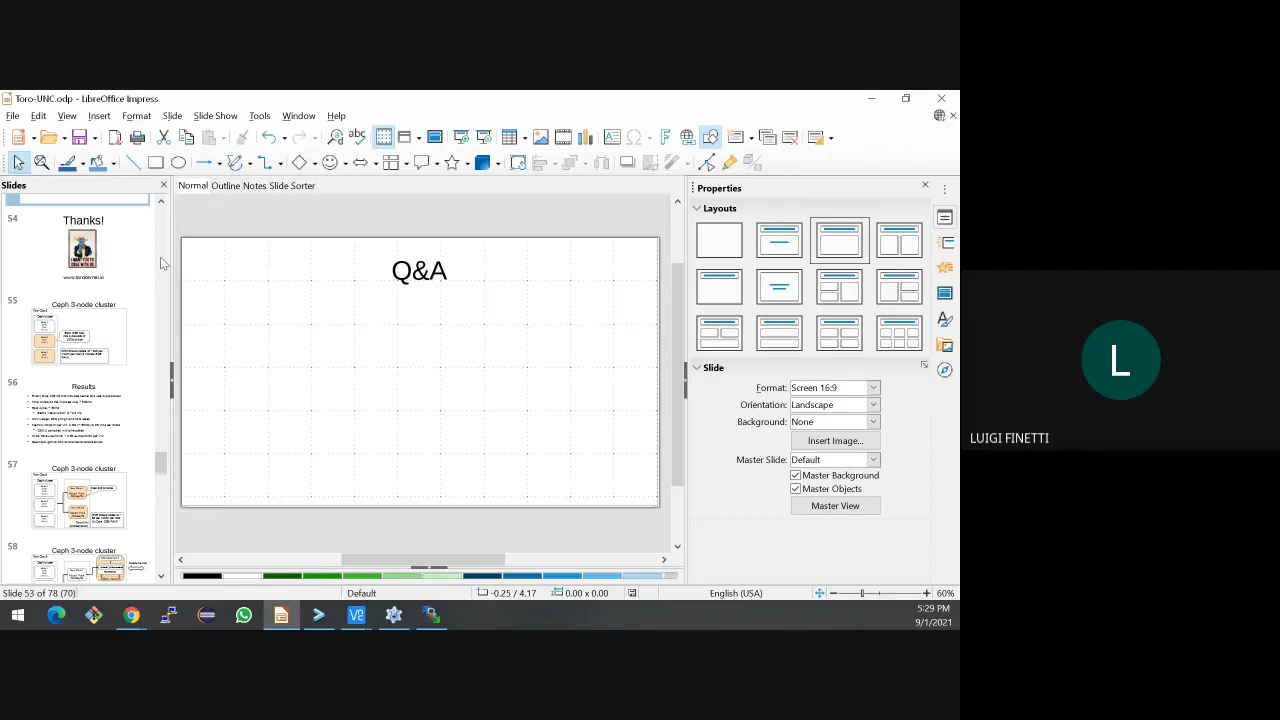 Toro-UNC.odp - LibreOffice Impress
File Edit View Insert Format Slide Slide Show Tools Window Help
Slides
Normal Outline Notes Slide Sorter
Properties
Layouts
54
Thanks!
www.torokernel.io
55
Ceph 3-node cluster
56
Results
57
Ceph 3-node cluster
58
Ceph 3-node cluster
Q&A
Slide
Format: Screen 16:9
Orientation: Landscape
Background: None
Insert Image...
Master Slide: Default
Master Background
Master Objects
Master View
Slide 53 of 78 (70)
Default
-0.25 / 4.17
0.00 x 0.00
English (USA)
60%
5:29 PM
9/1/2021
L
LUIGI FINETTI